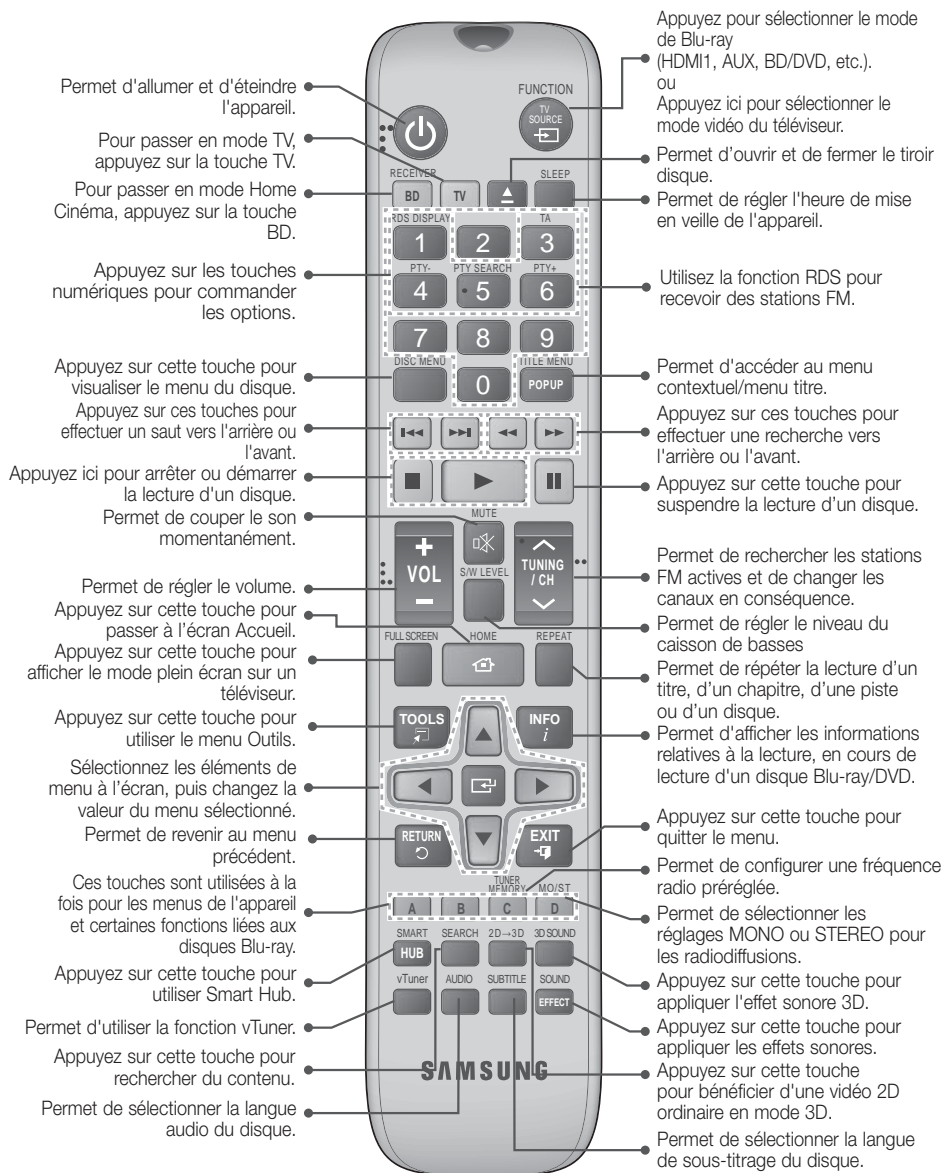 Permet d'allumer et d'éteindre
l'appareil.
Pour passer en mode TV,
appuyez sur la touche TV.
Pour passer en mode Home
Cinéma, appuyez sur la touche
BD.
Appuyez sur les touches
numériques pour commander
les options.
Appuyez sur cette touche pour
visualiser le menu du disque.
Appuyez sur ces touches pour
effectuer un saut vers l'arrière ou
l'avant.
Appuyez ici pour arrêter ou démarrer
la lecture d'un disque.
Permet de couper le son
momentanément.
Permet de régler le volume.
Appuyez sur cette touche pour
passer à l'écran Accueil.
Appuyez sur cette touche pour
afficher le mode plein écran sur un
téléviseur.
Appuyez sur cette touche pour
utiliser le menu Outils.
Sélectionnez les éléments de
menu à l'écran, puis changez la
valeur du menu sélectionné.
Permet de revenir au menu
précédent.
Ces touches sont utilisées à la
fois pour les menus de l'appareil
et certaines fonctions liées aux
disques Blu-ray.
Appuyez sur cette touche pour
utiliser Smart Hub.
Permet d'utiliser la fonction vTuner.
Appuyez sur cette touche pour
rechercher du contenu.
Permet de sélectionner la langue
audio du disque.
FUNCTION
TV
SOURCE
RECEIVER
SLEEP
BD
TV
RDS DISPLAY
TA
1
2
3
PTY-
PTY SEARCH
PTY+
4
5
6
7
8
9
DISC MENU
TITLE MENU
0
POPUP
MUTE
+
VOL
−
S/W LEVEL
TUNING
/ CH
FULL SCREEN
HOME
REPEAT
TOOLS
INFO
i
RETURN
EXIT
TUNER
MEMORY
MO/ST
A
B
C
D
SMART
SEARCH
2D→3D
3D SOUND
HUB
vTuner
AUDIO
SUBTITLE
SOUND
EFFECT
SAMSUNG
Appuyez pour sélectionner le mode
de Blu-ray
(HDMI1, AUX, BD/DVD, etc.).
ou
Appuyez ici pour sélectionner le
mode vidéo du téléviseur.
Permet d'ouvrir et de fermer le tiroir
disque.
Permet de régler l'heure de mise
en veille de l'appareil.
Utilisez la fonction RDS pour
recevoir des stations FM.
Permet d'accéder au menu
contextuel/menu titre.
Appuyez sur ces touches pour
effectuer une recherche vers
l'arrière ou l'avant.
Appuyez sur cette touche pour
suspendre la lecture d'un disque.
Permet de rechercher les stations
FM actives et de changer les
canaux en conséquence.
Permet de régler le niveau du
caisson de basses
Permet de répéter la lecture d'un
titre, d'un chapitre, d'une piste
ou d'un disque.
Permet d'afficher les informations
relatives à la lecture, en cours de
lecture d'un disque Blu-ray/DVD.
Appuyez sur cette touche pour
quitter le menu.
Permet de configurer une fréquence
radio préréglée.
Permet de sélectionner les
réglages MONO ou STEREO pour
les radiodiffusions.
Appuyez sur cette touche pour
appliquer l'effet sonore 3D.
Appuyez sur cette touche pour
appliquer les effets sonores.
Appuyez sur cette touche
pour bénéficier d'une vidéo 2D
ordinaire en mode 3D.
Permet de sélectionner la langue
de sous-titrage du disque.